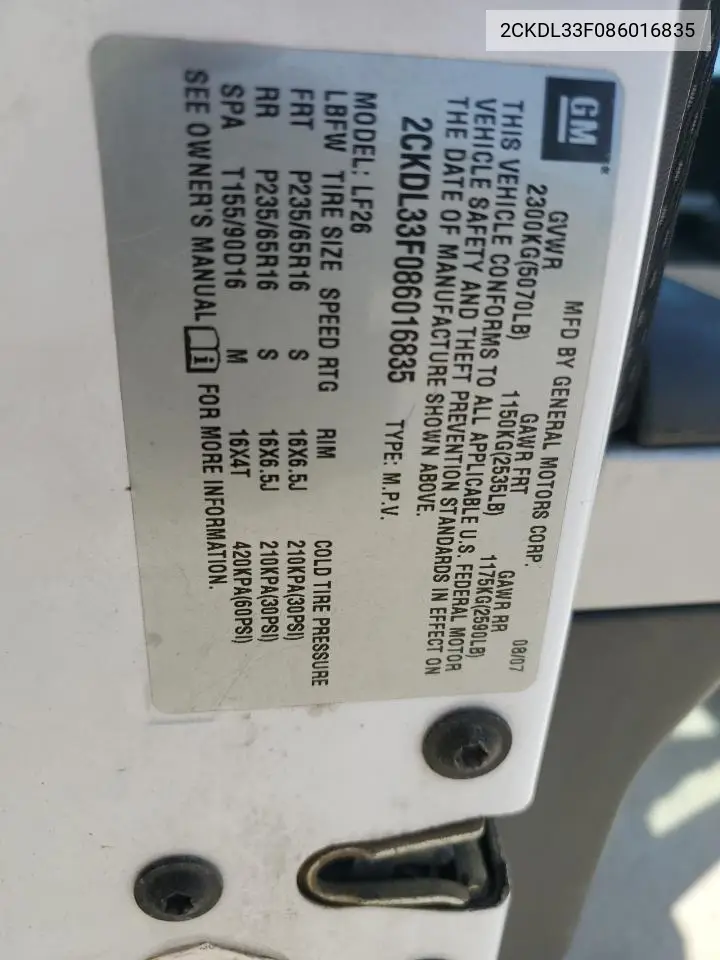 2CKDL33F086016835
GM
MFD BY GENERAL MOTORS CORP. 08/07
GVWR GAWR FRT GAWR RR
2300KG(5070LB) 1150KG(2535LB) 1175KG(2590LB)
THIS VEHICLE CONFORMS TO ALL APPLICABLE U.S. FEDERAL MOTOR
VEHICLE SAFETY AND THEFT PREVENTION STANDARDS IN EFFECT ON
THE DATE OF MANUFACTURE SHOWN ABOVE.
2CKDL33F086016835 TYPE: M.P.V.
MODEL: LF26
LBFW TIRE SIZE SPEED RTG RIM COLD TIRE PRESSURE
FRT P235/65R16 S 16X6.5J 210KPA(30PSI)
RR P235/65R16 S 16X6.5J 210KPA(30PSI)
SPA T155/90D16 M 16X4T 420KPA(60PSI)
SEE OWNER'S MANUAL FOR MORE INFORMATION.